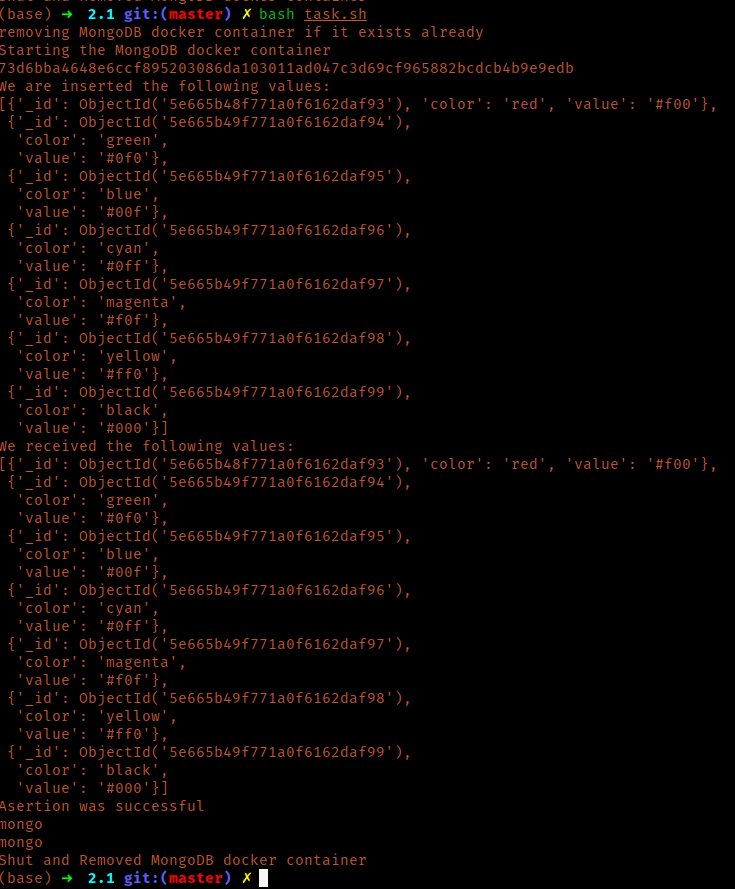 Shut and Removed MongoDB docker container
(base) ➜ 2.1 git:(master) ✗ bash task.sh
removing MongoDB docker container if it exists already
Starting the MongoDB docker container
73d6bba4648e6ccf895203086da103011ad047c3d69cf965882bcdcb4b9e9edb
We are inserted the following values:
[{'_id': ObjectId('5e665b48f771a0f6162daf93'), 'color': 'red', 'value': '#f00'},
 {'_id': ObjectId('5e665b49f771a0f6162daf94'),
  'color': 'green',
  'value': '#0f0'},
 {'_id': ObjectId('5e665b49f771a0f6162daf95'),
  'color': 'blue',
  'value': '#00f'},
 {'_id': ObjectId('5e665b49f771a0f6162daf96'),
  'color': 'cyan',
  'value': '#0ff'},
 {'_id': ObjectId('5e665b49f771a0f6162daf97'),
  'color': 'magenta',
  'value': '#f0f'},
 {'_id': ObjectId('5e665b49f771a0f6162daf98'),
  'color': 'yellow',
  'value': '#ff0'},
 {'_id': ObjectId('5e665b49f771a0f6162daf99'),
  'color': 'black',
  'value': '#000'}]
We received the following values:
[{'_id': ObjectId('5e665b48f771a0f6162daf93'), 'color': 'red', 'value': '#f00'},
 {'_id': ObjectId('5e665b49f771a0f6162daf94'),
  'color': 'green',
  'value': '#0f0'},
 {'_id': ObjectId('5e665b49f771a0f6162daf95'),
  'color': 'blue',
  'value': '#00f'},
 {'_id': ObjectId('5e665b49f771a0f6162daf96'),
  'color': 'cyan',
  'value': '#0ff'},
 {'_id': ObjectId('5e665b49f771a0f6162daf97'),
  'color': 'magenta',
  'value': '#f0f'},
 {'_id': ObjectId('5e665b49f771a0f6162daf98'),
  'color': 'yellow',
  'value': '#ff0'},
 {'_id': ObjectId('5e665b49f771a0f6162daf99'),
  'color': 'black',
  'value': '#000'}]
Asertion was successful
mongo
mongo
Shut and Removed MongoDB docker container
(base) ➜ 2.1 git:(master) ✗